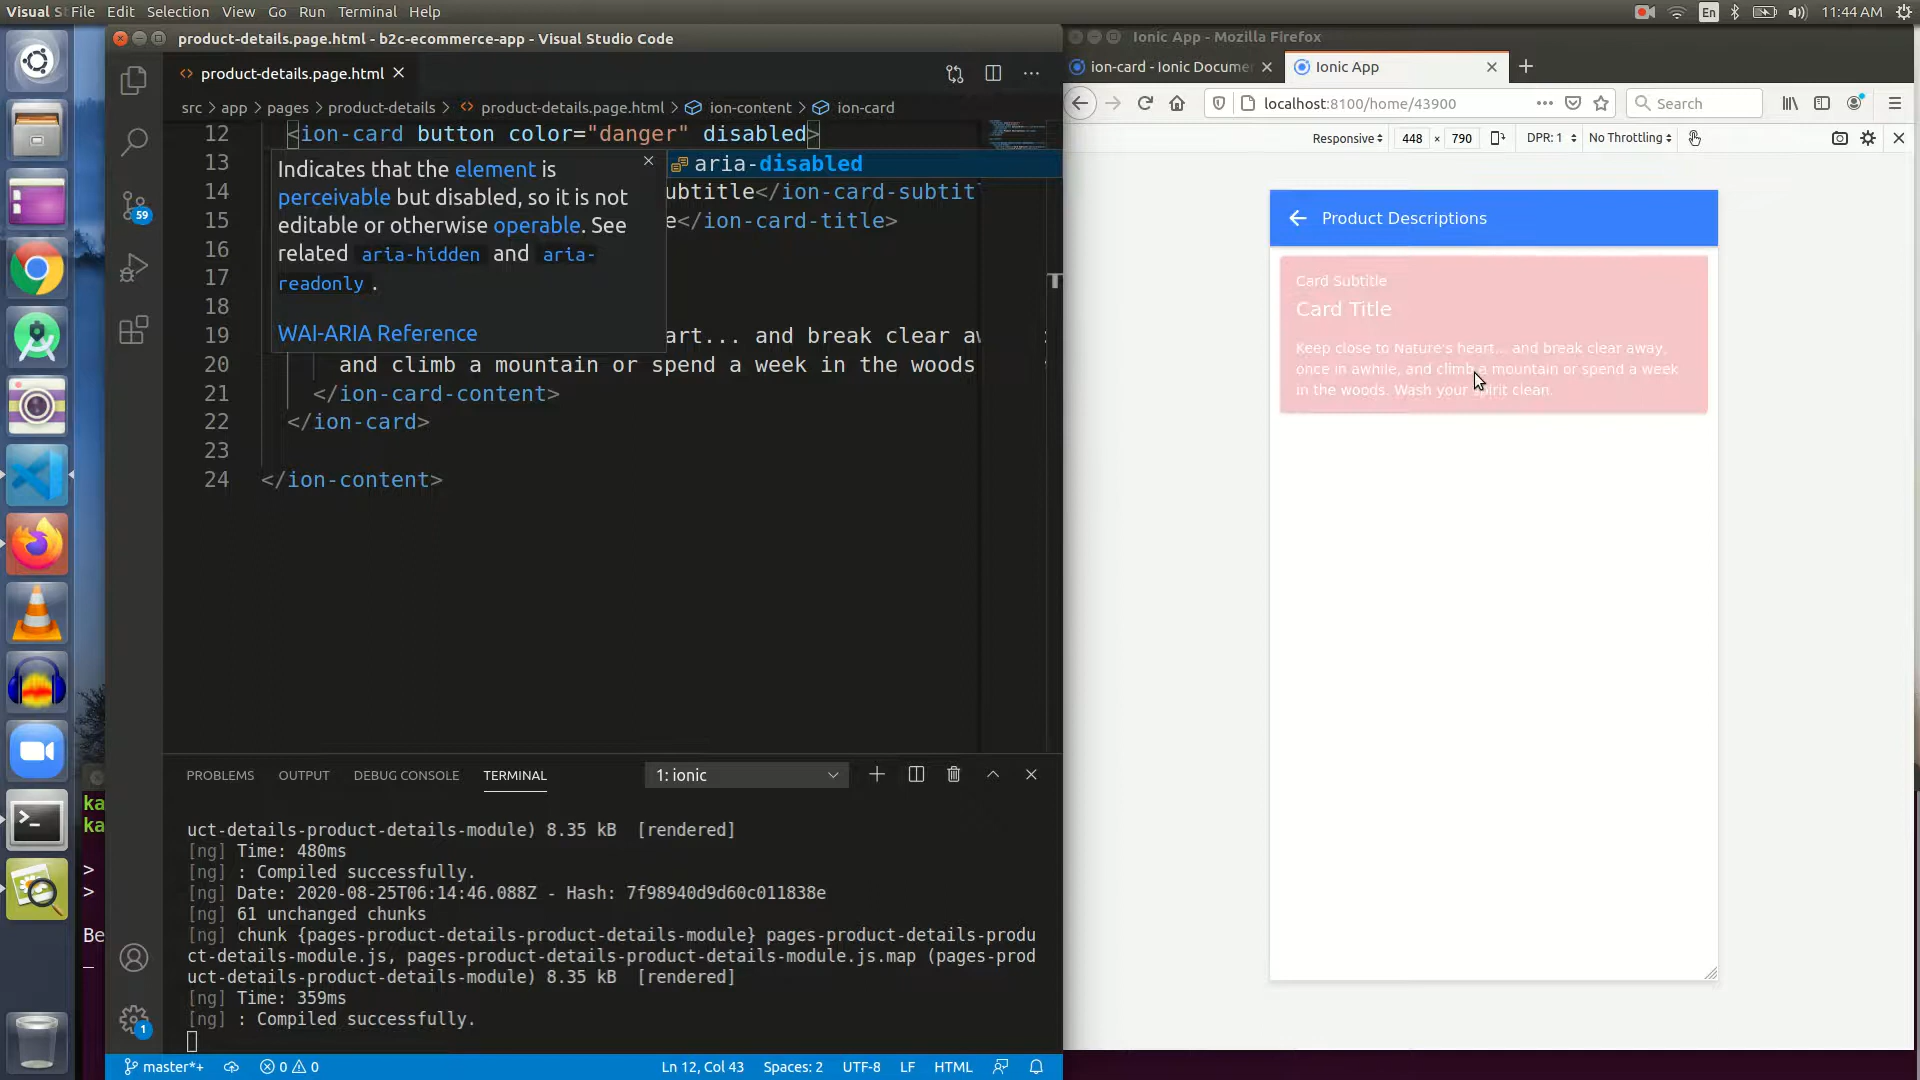 Visual S File Edit Selection View Go Run Terminal Help
En 11:44 AM
product-details.page.html - b2c-ecommerce-app - Visual Studio Code
Ionic App - Mozilla Firefox
product-details.page.html
ion-card - Ionic Docume
Ionic App
src > app > pages > product-details > product-details.page.html > ion-content > ion-card
localhost:8100/home/43900
Search
Responsive 448 × 790 DPR: 1 No Throttling
12 <ion-card button color="danger" disabled>
13 aria-disabled
Indicates that the element is
perceivable but disabled, so it is not
editable or otherwise operable. See
related aria-hidden and aria-
readonly .
WAI-ARIA Reference
14 ubtitle</ion-card-subtit
15 e</ion-card-title>
16
17
18
19 art... and break clear aw
20 and climb a mountain or spend a week in the woods
21 </ion-card-content>
22 </ion-card>
23
24 </ion-content>
Product Descriptions
Card Subtitle
Card Title
Keep close to Nature's heart... and break clear away,
once in awhile, and climb a mountain or spend a week
in the woods. Wash your spirit clean.
59
PROBLEMS OUTPUT DEBUG CONSOLE TERMINAL 1: ionic
ka
ka
>
>
Be
uct-details-product-details-module) 8.35 kB [rendered]
[ng] Time: 480ms
[ng] : Compiled successfully.
[ng] Date: 2020-08-25T06:14:46.088Z - Hash: 7f98940d9d60c011838e
[ng] 61 unchanged chunks
[ng] chunk {pages-product-details-product-details-module} pages-product-details-produ
ct-details-module.js, pages-product-details-product-details-module.js.map (pages-prod
uct-details-product-details-module) 8.35 kB [rendered]
[ng] Time: 359ms
[ng] : Compiled successfully.
1
master*+ 0 0 Ln 12, Col 43 Spaces: 2 UTF-8 LF HTML